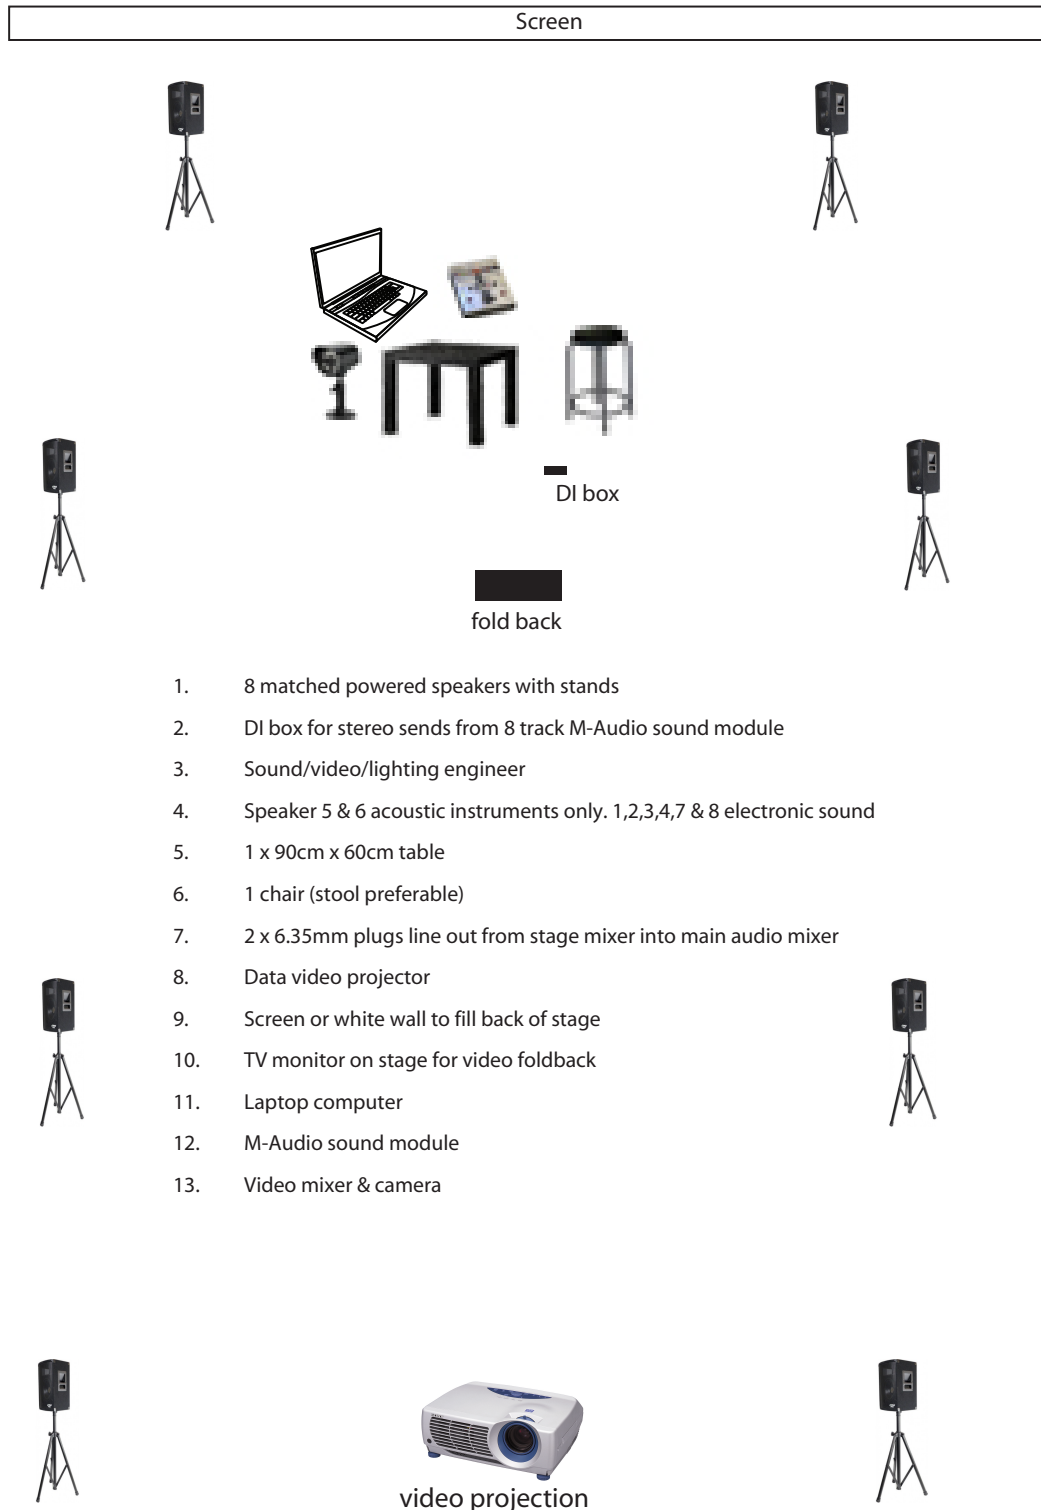 Screen
DI box
fold back
1. 8 matched powered speakers with stands
2. DI box for stereo sends from 8 track M-Audio sound module
3. Sound/video/lighting engineer
4. Speaker 5 & 6 acoustic instruments only. 1,2,3,4,7 & 8 electronic sound
5. 1 x 90cm x 60cm table
6. 1 chair (stool preferable)
7. 2 x 6.35mm plugs line out from stage mixer into main audio mixer
8. Data video projector
9. Screen or white wall to fill back of stage
10. TV monitor on stage for video foldback
11. Laptop computer
12. M-Audio sound module
13. Video mixer & camera
video projection